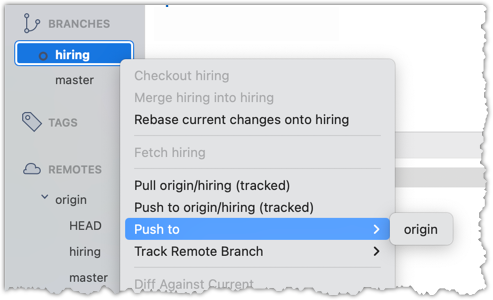 BRANCHES
hiring
master
TAGS
REMOTES
origin
HEAD
hiring
master
Checkout hiring
Merge hiring into hiring
Rebase current changes onto hiring
Fetch hiring
Pull origin/hiring (tracked)
Push to origin/hiring (tracked)
Push to
origin
Track Remote Branch
Diff Against Current